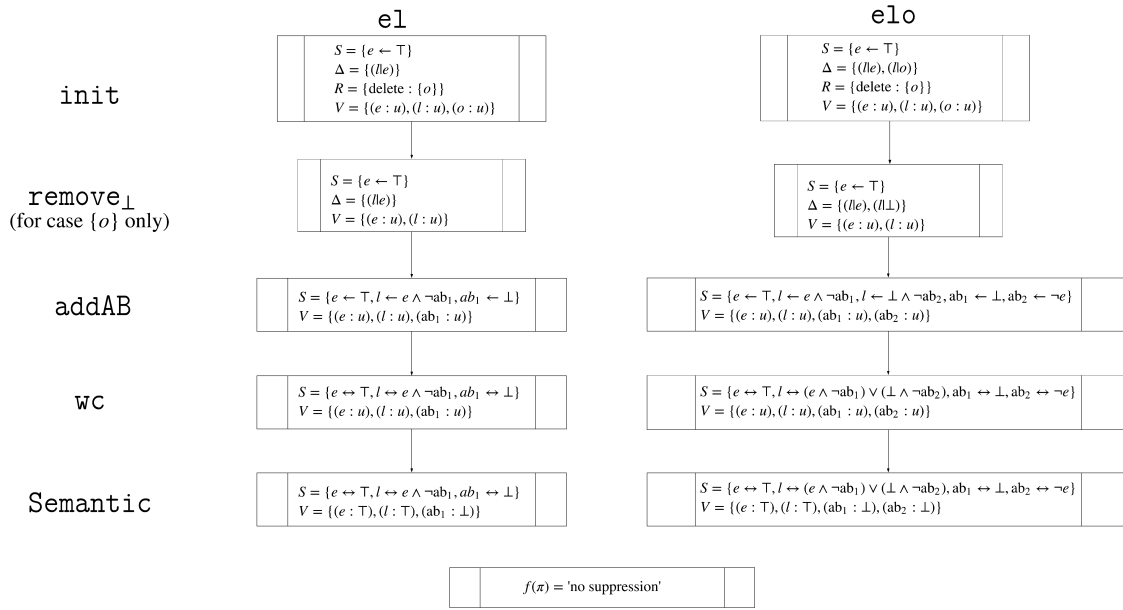 el
elo
init
S = {e ← ⊤}
Δ = {(l|e)}
R = {delete : {o}}
V = {(e : u), (l : u), (o : u)}
S = {e ← ⊤}
Δ = {(l|e), (l|o)}
R = {delete : {o}}
V = {(e : u), (l : u), (o : u)}
remove⊥
(for case {o} only)
S = {e ← ⊤}
Δ = {(l|e)}
V = {(e : u), (l : u)}
S = {e ← ⊤}
Δ = {(l|e), (l|⊥)}
V = {(e : u), (l : u)}
addAB
S = {e ← ⊤, l ← e ∧ ¬ab₁, ab₁ ← ⊥}
V = {(e : u), (l : u), (ab₁ : u)}
S = {e ← ⊤, l ← e ∧ ¬ab₁, l ← ⊥ ∧ ¬ab₂, ab₁ ← ⊥, ab₂ ← ¬e}
V = {(e : u), (l : u), (ab₁ : u), (ab₂ : u)}
wc
S = {e ↔ ⊤, l ↔ e ∧ ¬ab₁, ab₁ ↔ ⊥}
V = {(e : u), (l : u), (ab₁ : u)}
S = {e ↔ ⊤, l ↔ (e ∧ ¬ab₁) ∨ (⊥ ∧ ¬ab₂), ab₁ ↔ ⊥, ab₂ ↔ ¬e}
V = {(e : u), (l : u), (ab₁ : u), (ab₂ : u)}
Semantic
S = {e ↔ ⊤, l ↔ e ∧ ¬ab₁, ab₁ ↔ ⊥}
V = {(e : ⊤), (l : ⊤), (ab₁ : ⊥)}
S = {e ↔ ⊤, l ↔ (e ∧ ¬ab₁) ∨ (⊥ ∧ ¬ab₂), ab₁ ↔ ⊥, ab₂ ↔ ¬e}
V = {(e : ⊤), (l : ⊤), (ab₁ : ⊥), (ab₂ : ⊥)}
f(π) = 'no suppression'